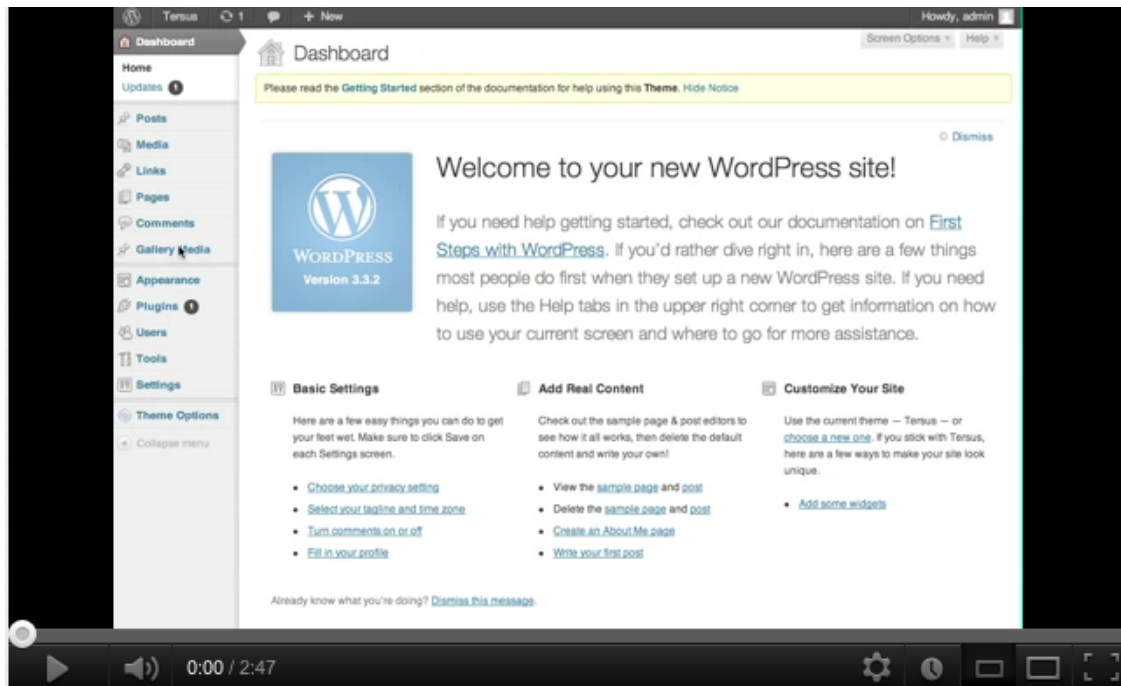 Tersus 1 + New Howdy, admin
Dashboard
Home
Updates 1
Posts
Media
Links
Pages
Comments
Gallery Media
Appearance
Plugins 1
Users
Tools
Settings
Theme Options
Collapse menu
Screen Options Help
Dashboard
Please read the Getting Started section of the documentation for help using this Theme. Hide Notice
Dismiss
WORDPRESS
Version 3.3.2
Welcome to your new WordPress site!
If you need help getting started, check out our documentation on First
Steps with WordPress. If you'd rather dive right in, here are a few things
most people do first when they set up a new WordPress site. If you need
help, use the Help tabs in the upper right corner to get information on how
to use your current screen and where to go for more assistance.
Basic Settings
Here are a few easy things you can do to get
your feet wet. Make sure to click Save on
each Settings screen.
• Choose your privacy setting
• Select your tagline and time zone
• Turn comments on or off
• Fill in your profile
Add Real Content
Check out the sample page & post editors to
see how it all works, then delete the default
content and write your own!
• View the sample page and post
• Delete the sample page and post
• Create an About Me page
• Write your first post
Customize Your Site
Use the current theme — Tersus — or
choose a new one. If you stick with Tersus,
here are a few ways to make your site look
unique.
• Add some widgets
Already know what you're doing? Dismiss this message.
0:00 / 2:47